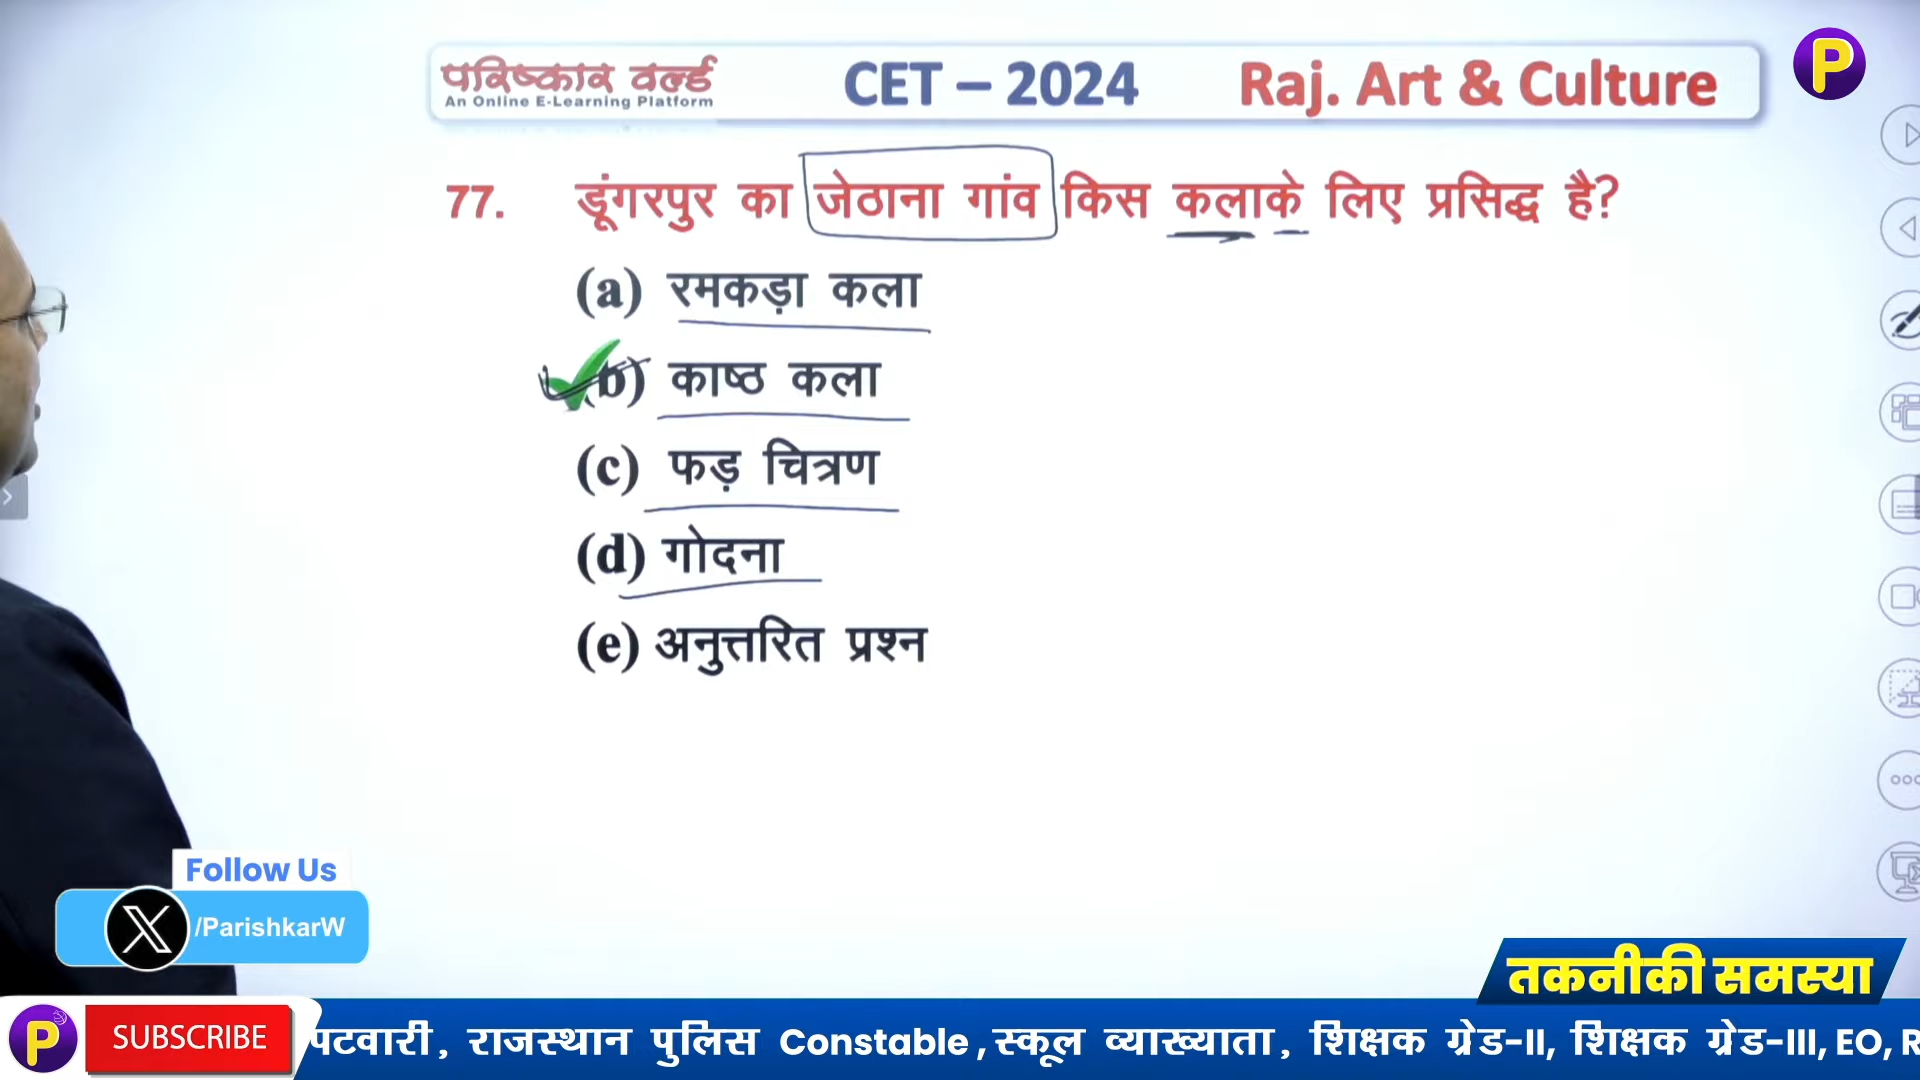 परिष्कार वर्ल्ड
An Online E-Learning Platform
CET – 2024
Raj. Art & Culture
P
77. डूंगरपुर का जेठाना गांव किस कलाके लिए प्रसिद्ध है?
(a) रमकड़ा कला
(b) काष्ठ कला
(c) फड़ चित्रण
(d) गोदना
(e) अनुत्तरित प्रश्न
Follow Us
X /ParishkarW
तकनीकी समस्या
P SUBSCRIBE
पटवारी, राजस्थान पुलिस Constable, स्कूल व्याख्याता, शिक्षक ग्रेड-II, शिक्षक ग्रेड-III, EO, R